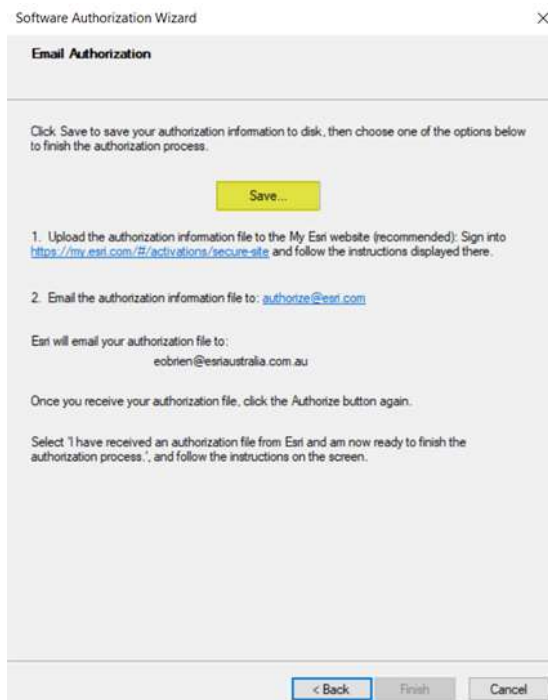 Software Authorization Wizard
Email Authorization
Click Save to save your authorization information to disk, then choose one of the options below
to finish the authorization process.
Save...
1. Upload the authorization information file to the My Esri website (recommended): Sign into
https://my.esri.com/#/activations/secure-site and follow the instructions displayed there.
2. Email the authorization information file to: authorize@esri.com
Esri will email your authorization file to:
eobrien@esriaustralia.com.au
Once you receive your authorization file, click the Authorize button again.
Select 'I have received an authorization file from Esri and am now ready to finish the
authorization process.', and follow the instructions on the screen.
< Back
Finish
Cancel